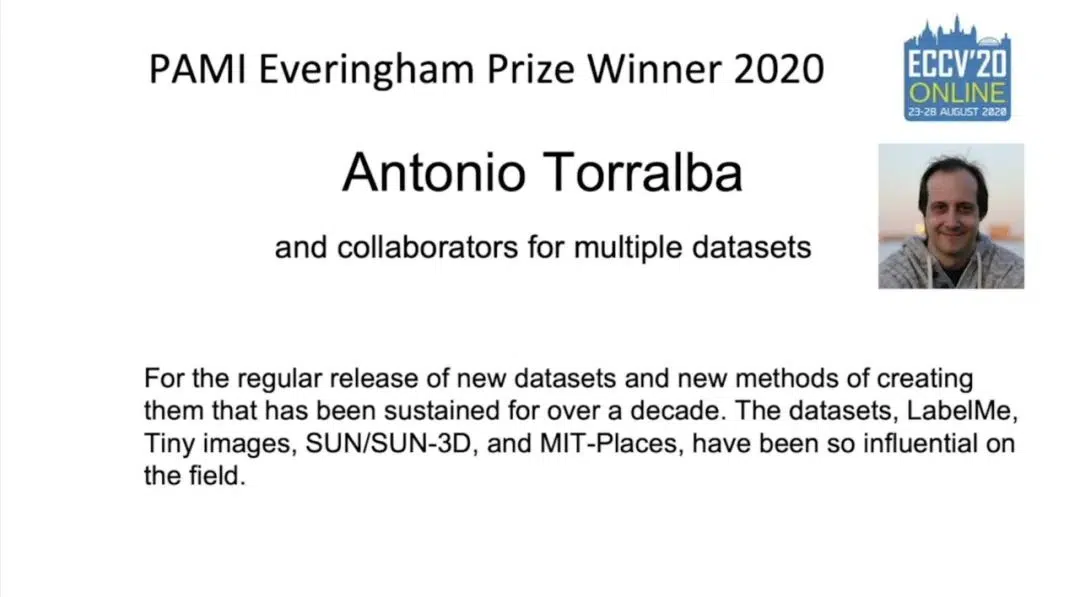 PAMI Everingham Prize Winner 2020
ECCV'20
ONLINE
23-28 AUGUST 2020
Antonio Torralba
and collaborators for multiple datasets
For the regular release of new datasets and new methods of creating
them that has been sustained for over a decade. The datasets, LabelMe,
Tiny images, SUN/SUN-3D, and MIT-Places, have been so influential on
the field.